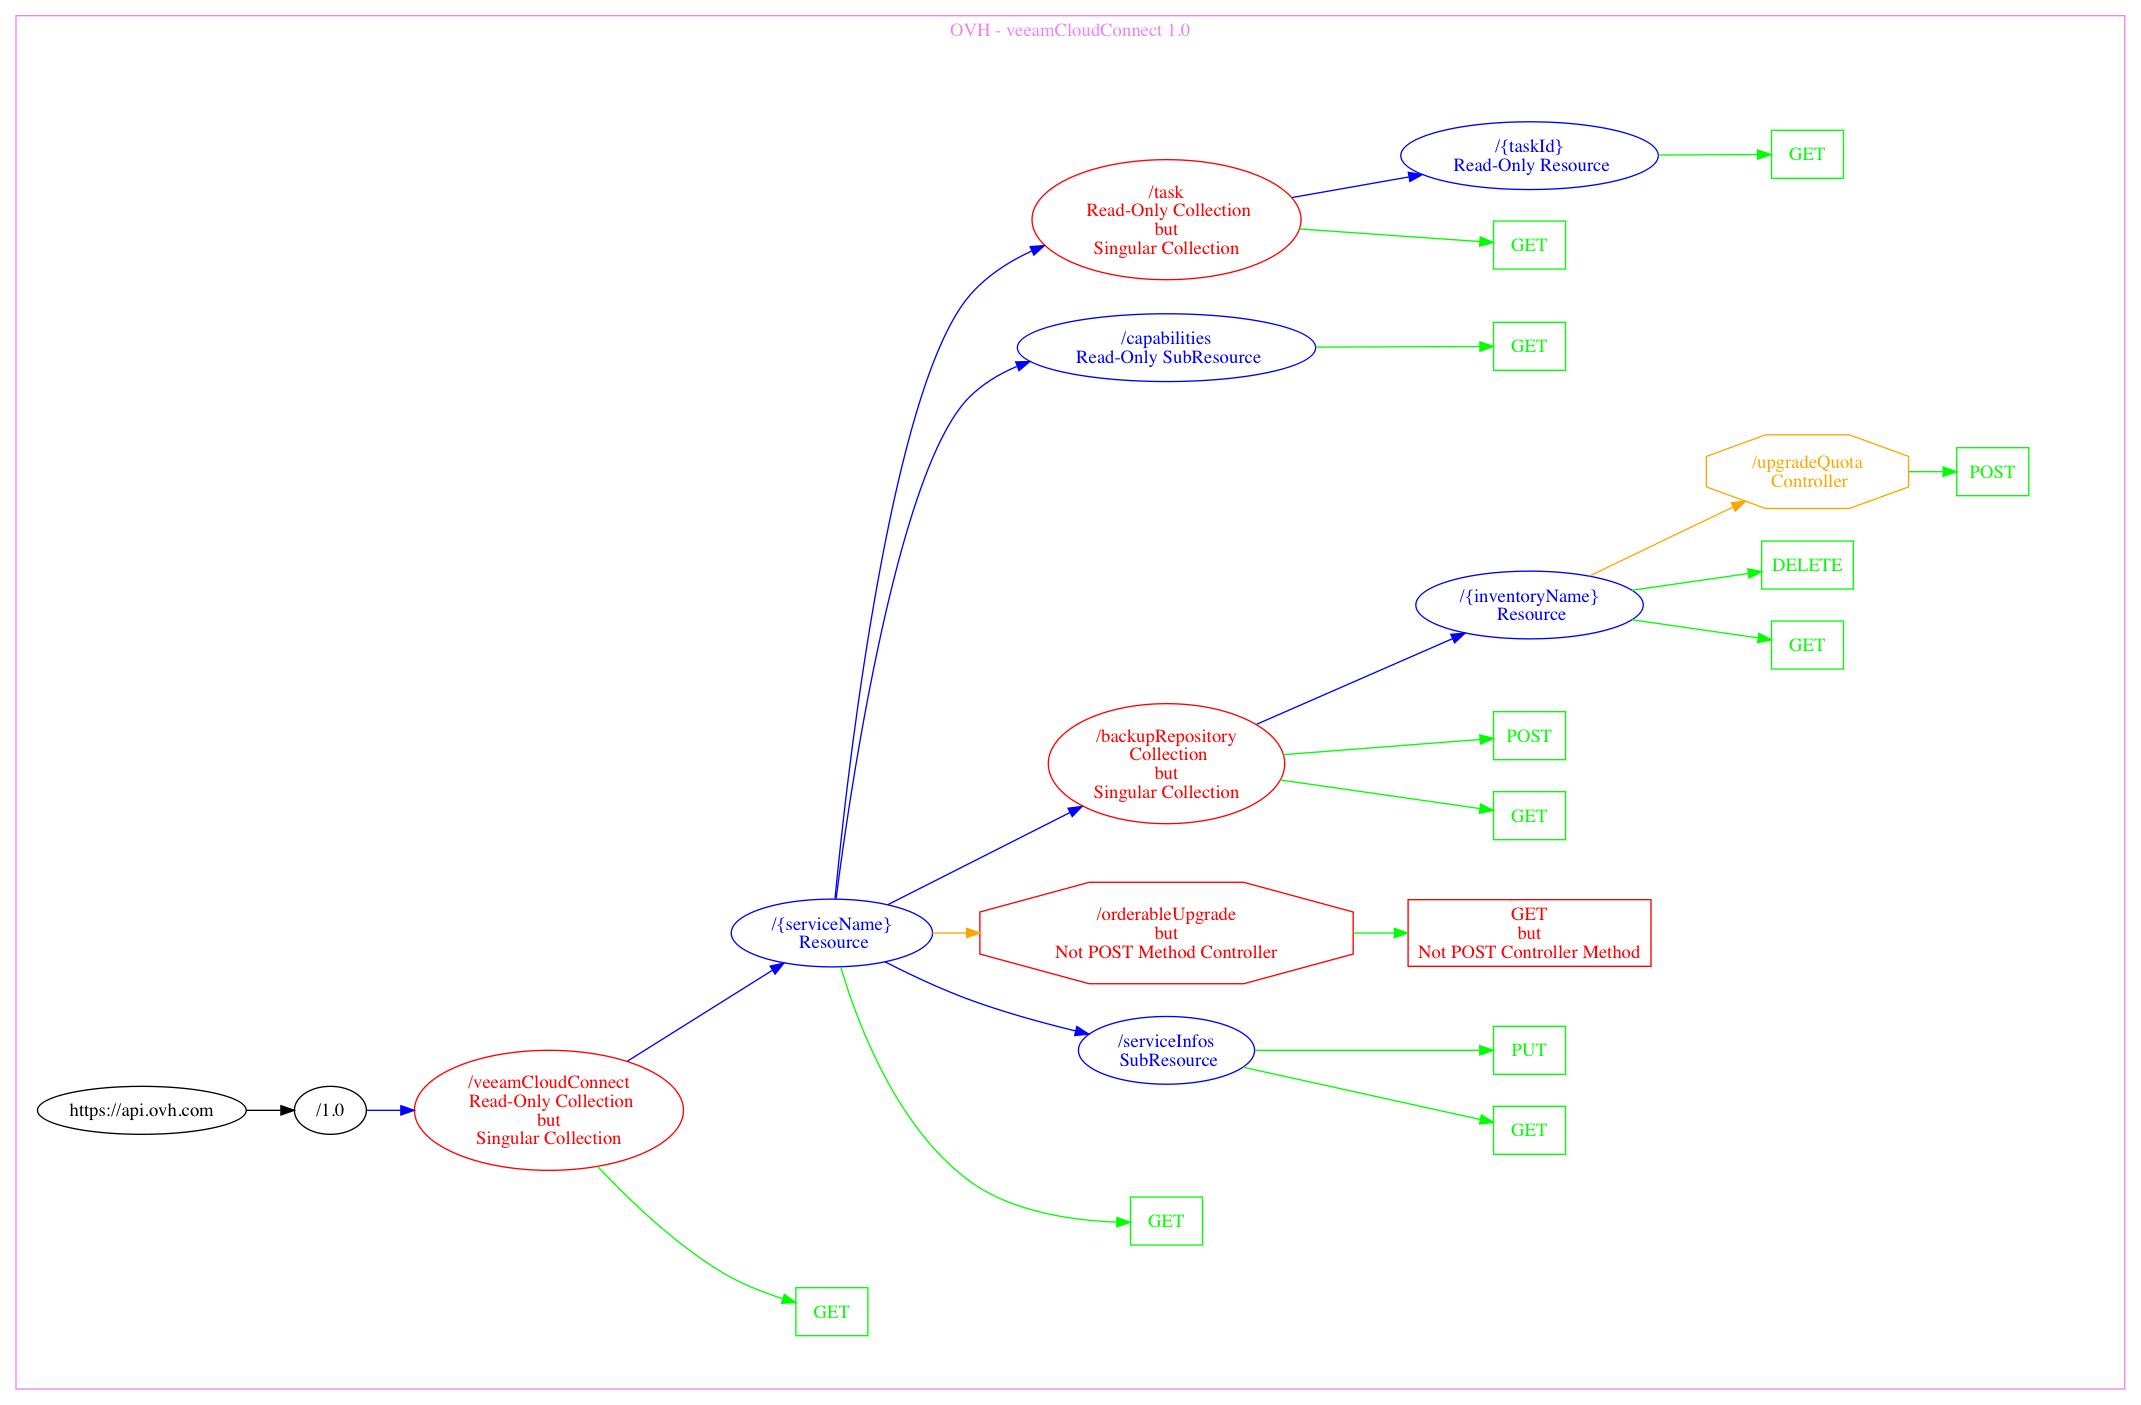 OVH - veeamCloudConnect 1.0
/{taskId}
Read-Only Resource
GET
/task
Read-Only Collection
but
Singular Collection
GET
/capabilities
Read-Only SubResource
GET
/upgradeQuota
Controller
POST
DELETE
/{inventoryName}
Resource
GET
/backupRepository
Collection
but
Singular Collection
POST
GET
/{serviceName}
Resource
/orderableUpgrade
but
Not POST Method Controller
GET
but
Not POST Controller Method
/serviceInfos
SubResource
PUT
GET
https://api.ovh.com
/1.0
/veeamCloudConnect
Read-Only Collection
but
Singular Collection
GET
GET